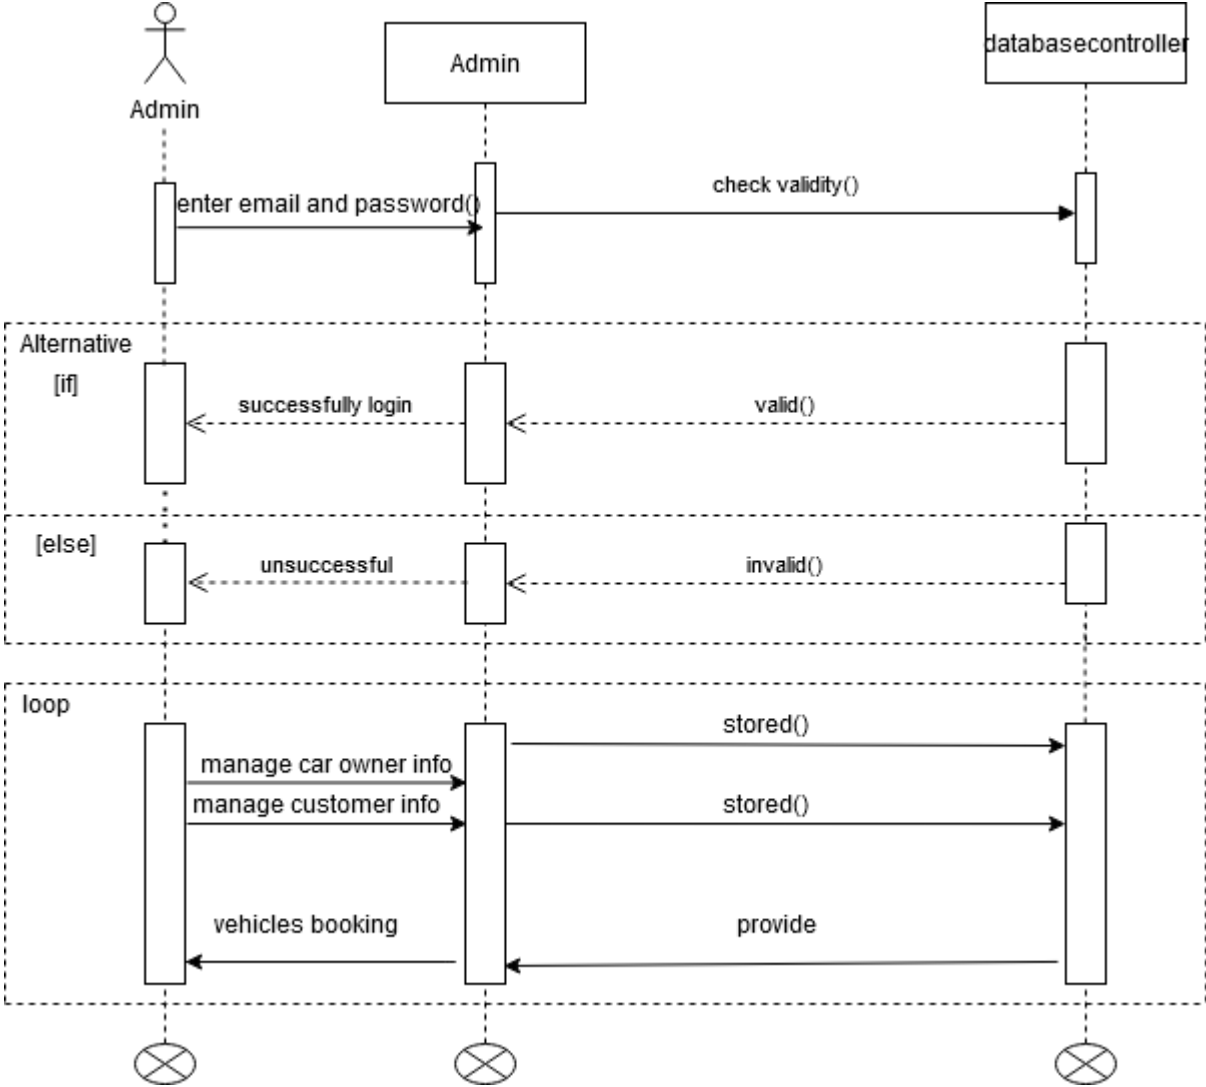 Admin
Admin
databasecontroller
enter email and password()
check validity()
Alternative
[if]
successfully login
valid()
[else]
unsuccessful
invalid()
loop
stored()
manage car owner info
manage customer info
stored()
vehicles booking
provide